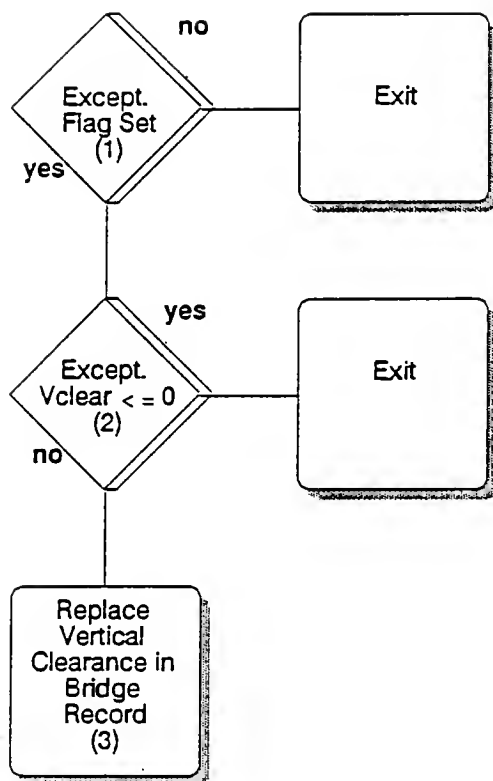 no
Except.
Flag Set
(1)
yes
Exit
yes
Except.
Vclear <= 0
(2)
no
Exit
Replace
Vertical
Clearance in
Bridge
Record
(3)